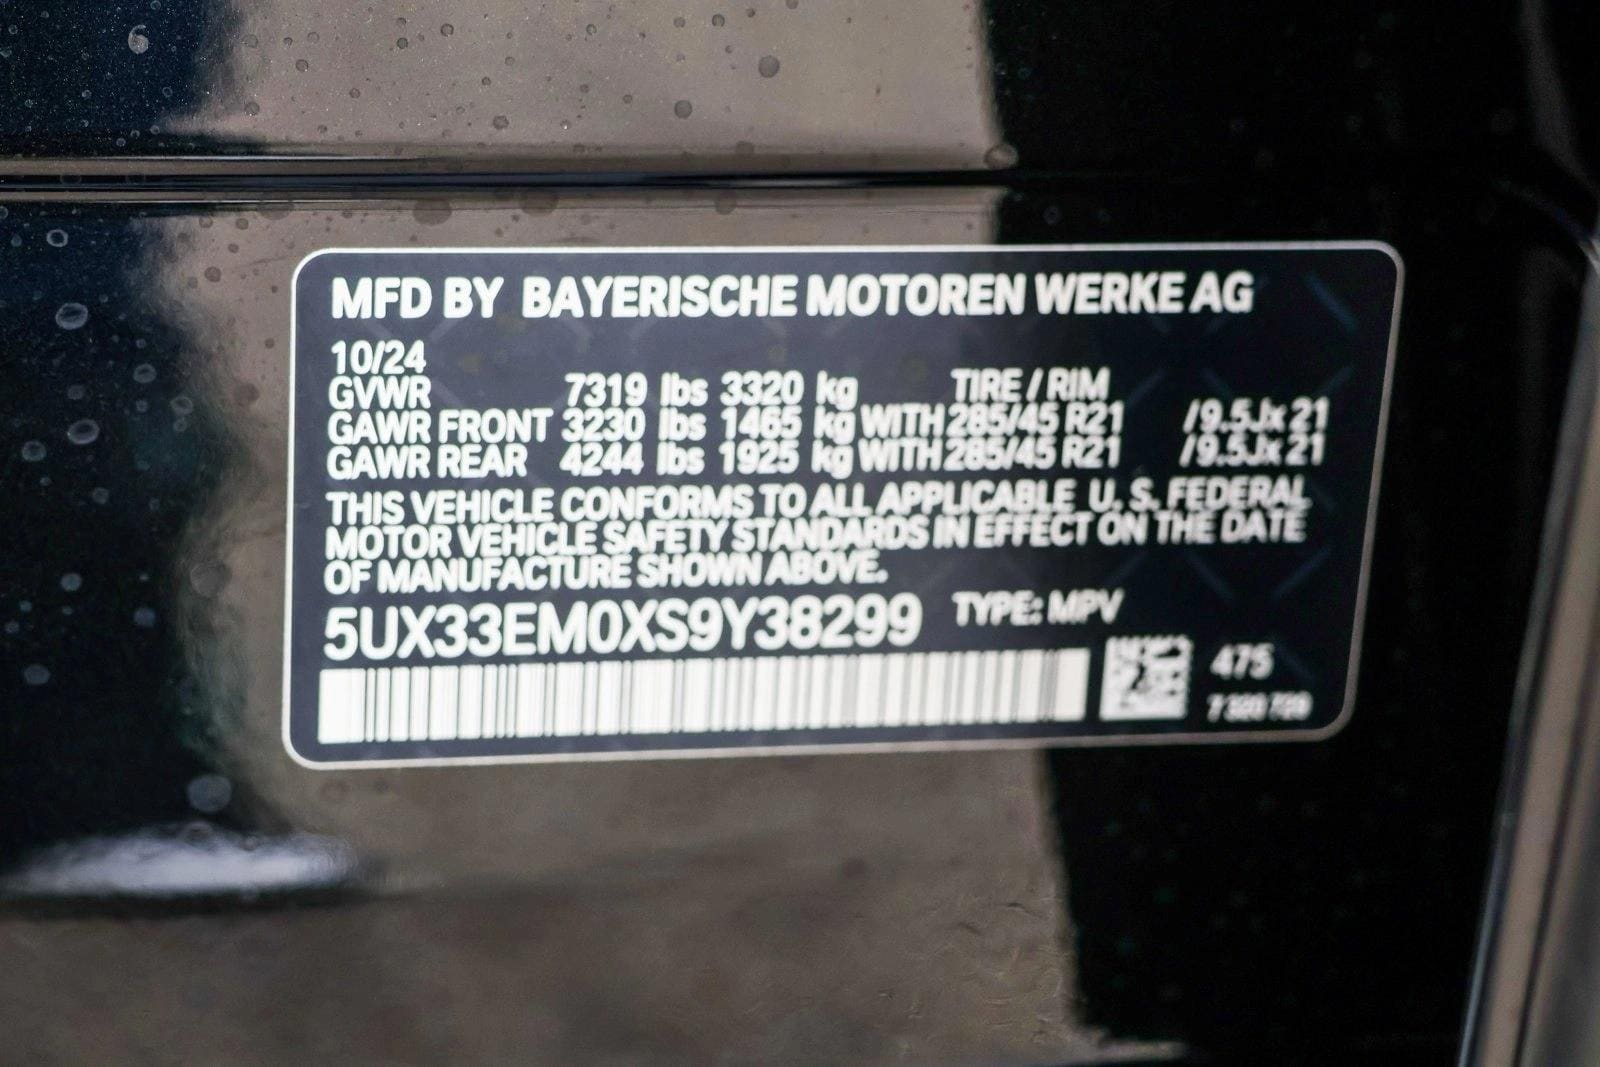 MFD BY BAYERISCHE MOTOREN WERKE AG
10/24
GVWR 7319 lbs 3320 kg TIRE / RIM
GAWR FRONT 3230 lbs 1465 kg WITH 285/45 R21 /9.5Jx 21
GAWR REAR 4244 lbs 1925 kg WITH 285/45 R21 /9.5Jx 21
THIS VEHICLE CONFORMS TO ALL APPLICABLE U. S. FEDERAL
MOTOR VEHICLE SAFETY STANDARDS IN EFFECT ON THE DATE
OF MANUFACTURE SHOWN ABOVE.
5UX33EM0XS9Y38299 TYPE: MPV
475